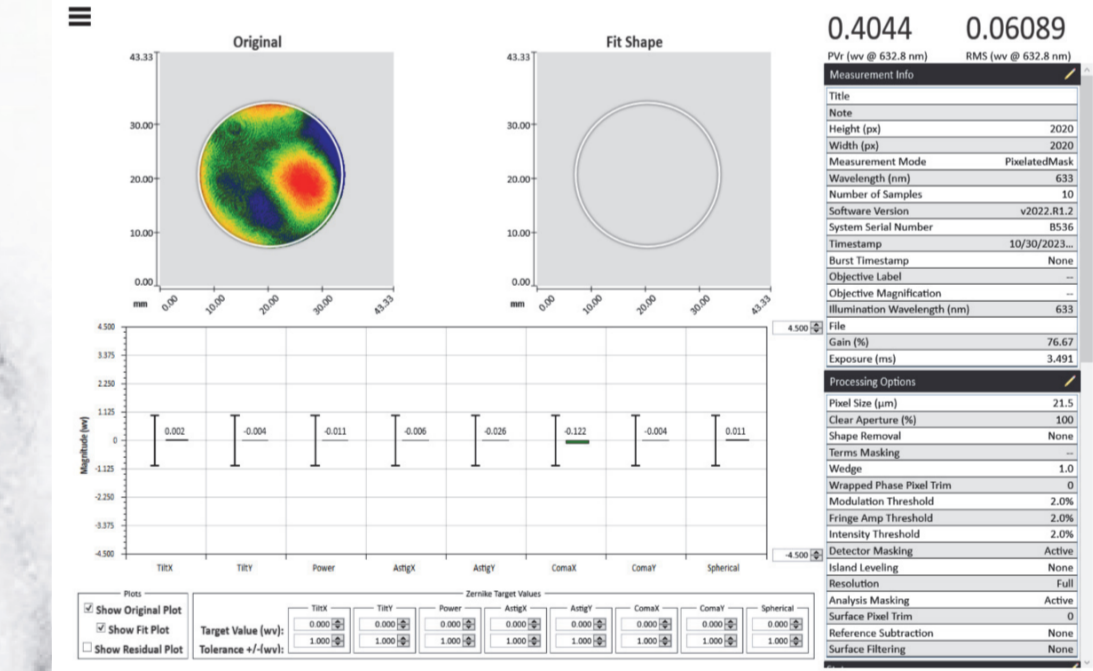 0.4044 0.06089
PVr (wv @ 632.8 nm) RMS (wv @ 632.8 nm)
Original
43.33
30.00
20.00
10.00
0.00
mm 0.00 10.00 20.00 30.00 43.33
Fit Shape
43.33
30.00
20.00
10.00
0.00
mm 0.00 10.00 20.00 30.00 43.33
4.500
3.375
2.250
1.125
0
-1.125
-2.250
-3.375
-4.500
Magnitude (wv)
0.002 -0.004 -0.011 -0.006 -0.026 -0.122 -0.004 0.011
TiltX TiltY Power AstigX AstigY ComaX ComaY Spherical
4.500
-4.500
Plots
Show Original Plot
Show Fit Plot
Show Residual Plot
Zernike Target Values
TiltX TiltY Power AstigX AstigY ComaX ComaY Spherical
Target Value (wv): 0.000 0.000 0.000 0.000 0.000 0.000 0.000 0.000
Tolerance +/-(wv): 1.000 1.000 1.000 1.000 1.000 1.000 1.000 1.000
Measurement Info
Title
Note
Height (px) 2020
Width (px) 2020
Measurement Mode PixelatedMask
Wavelength (nm) 633
Number of Samples 10
Software Version v2022.R1.2
System Serial Number B536
Timestamp 10/30/2023...
Burst Timestamp None
Objective Label --
Objective Magnification --
Illumination Wavelength (nm) 633
File
Gain (%) 76.67
Exposure (ms) 3.491
Processing Options
Pixel Size (µm) 21.5
Clear Aperture (%) 100
Shape Removal None
Terms Masking --
Wedge 1.0
Wrapped Phase Pixel Trim 0
Modulation Threshold 2.0%
Fringe Amp Threshold 2.0%
Intensity Threshold 2.0%
Detector Masking Active
Island Leveling None
Resolution Full
Analysis Masking Active
Surface Pixel Trim 0
Reference Subtraction None
Surface Filtering None